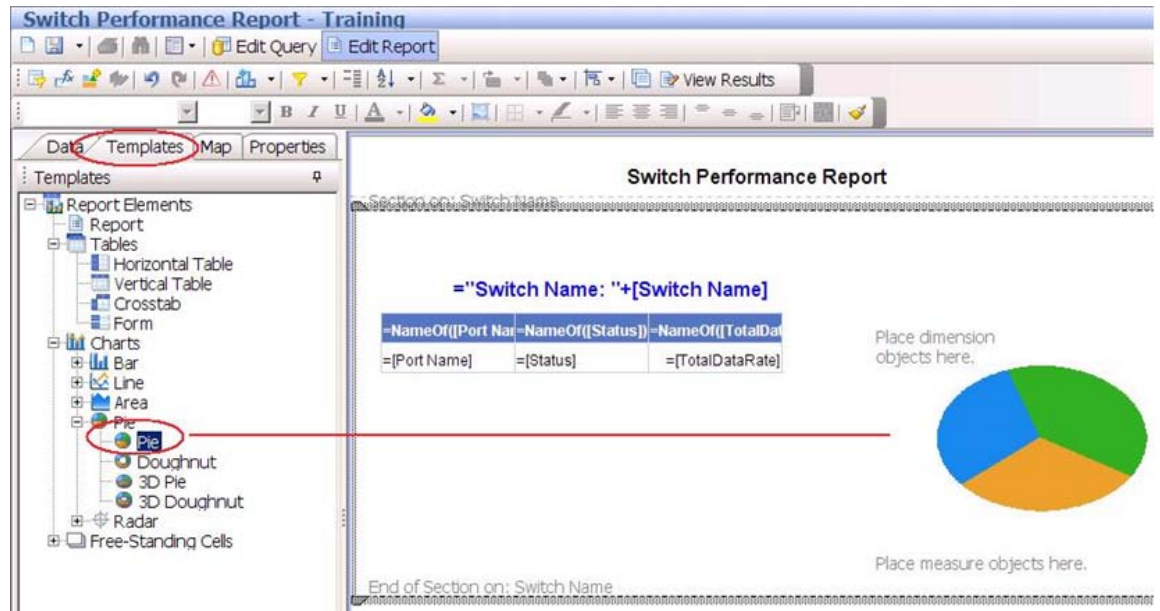 Switch Performance Report - Training
Edit Query Edit Report
View Results
B I U A
Data Templates Map Properties
Templates
Report Elements
Report
Tables
Horizontal Table
Vertical Table
Crosstab
Form
Charts
Bar
Line
Area
Pie
Pie
Doughnut
3D Pie
3D Doughnut
Radar
Free-Standing Cells
Switch Performance Report
Section on: Switch Name
="Switch Name: "+[Switch Name]
=NameOf([Port Nar =NameOf([Status]) =NameOf([TotalDat
=[Port Name] =[Status] =[TotalDataRate]
Place dimension
objects here.
Place measure objects here.
End of Section on: Switch Name